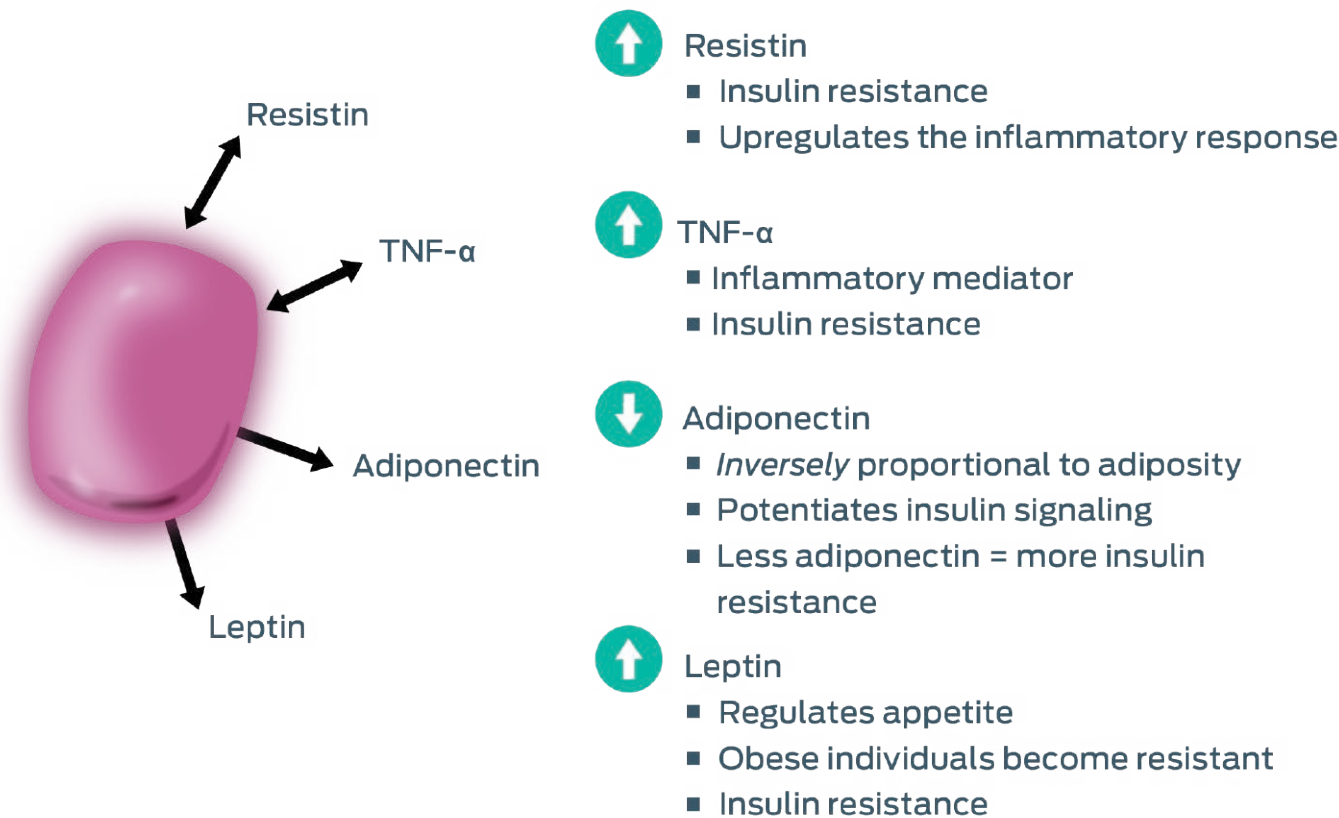 Resistin
TNF-α
Adiponectin
Leptin
Resistin
▪ Insulin resistance
▪ Upregulates the inflammatory response
TNF-α
▪ Inflammatory mediator
▪ Insulin resistance
Adiponectin
▪ Inversely proportional to adiposity
▪ Potentiates insulin signaling
▪ Less adiponectin = more insulin
resistance
Leptin
▪ Regulates appetite
▪ Obese individuals become resistant
▪ Insulin resistance